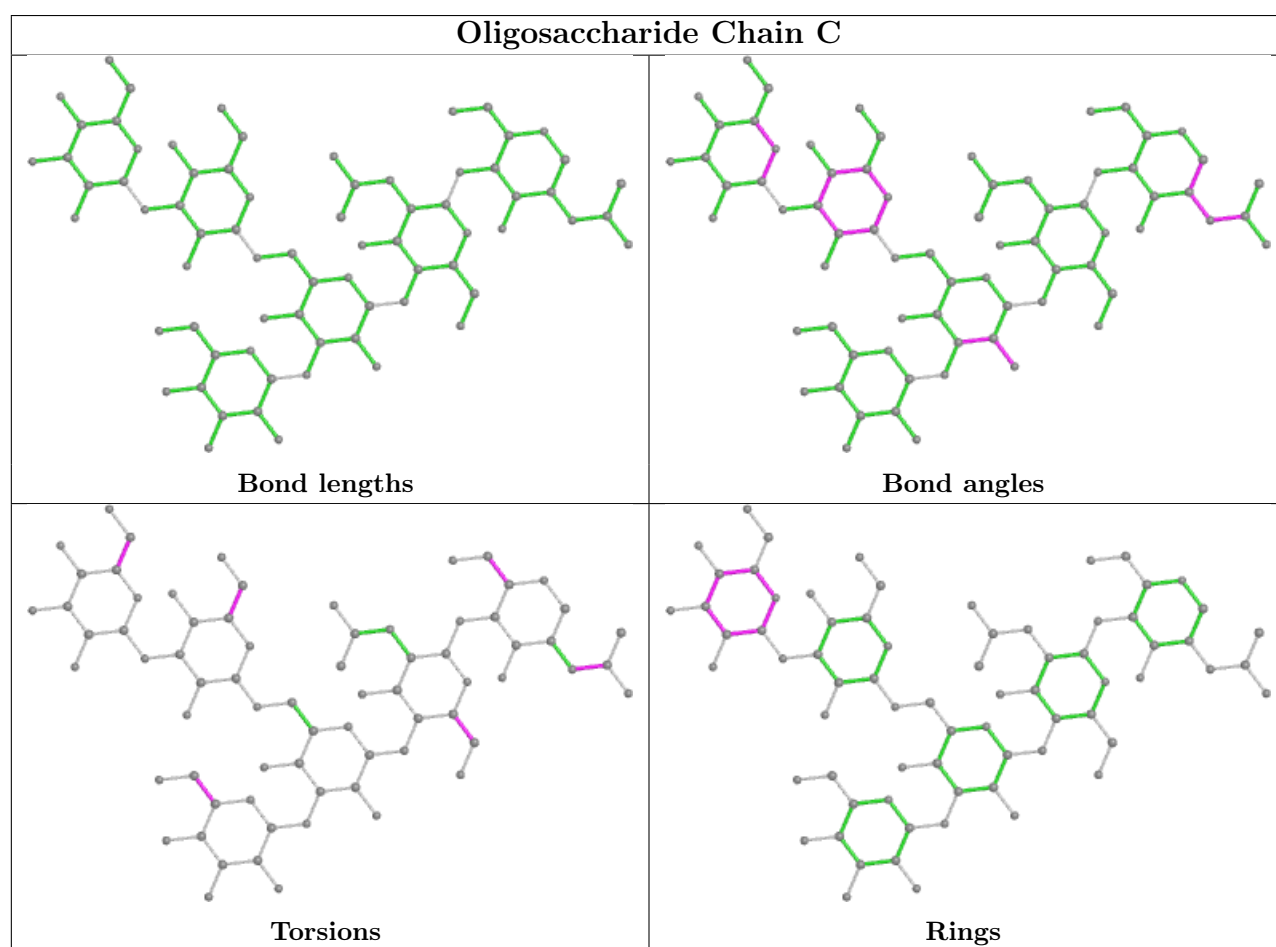 Oligosaccharide Chain C
Bond lengths
Bond angles
Torsions
Rings